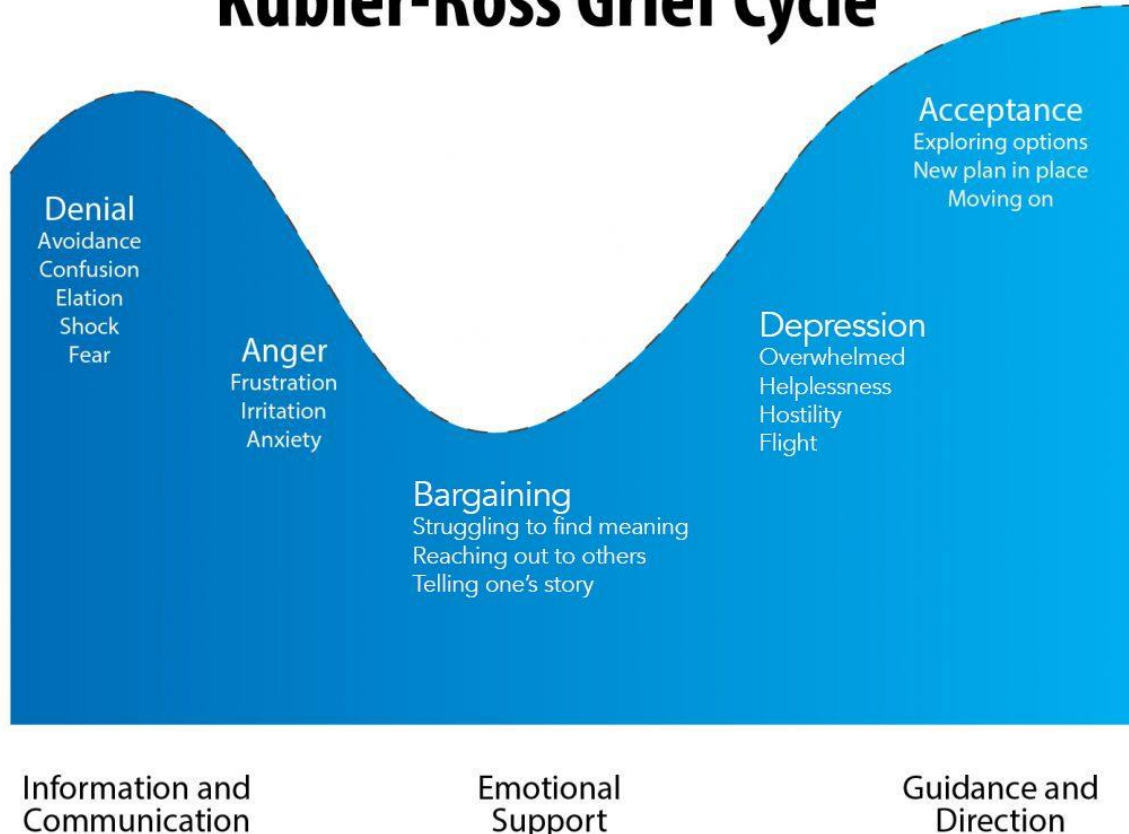 Kübler-Ross Grief Cycle
Denial
Avoidance
Confusion
Elation
Shock
Fear
Anger
Frustration
Irritation
Anxiety
Bargaining
Struggling to find meaning
Reaching out to others
Telling one's story
Depression
Overwhelmed
Helplessness
Hostility
Flight
Acceptance
Exploring options
New plan in place
Moving on
Information and
Communication
Emotional
Support
Guidance and
Direction